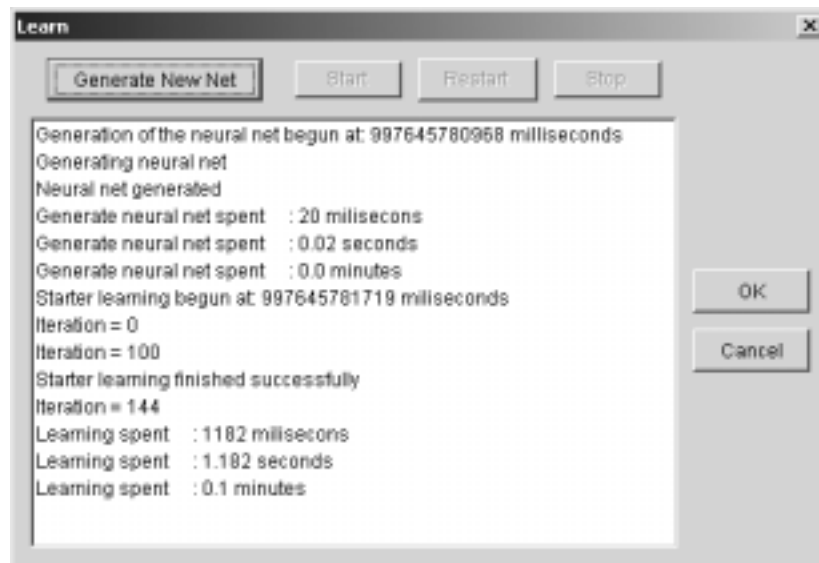 Learn
Generate New Net Start Restart Stop
Generation of the neural net begun at: 997645780968 milliseconds
Generating neural net
Neural net generated
Generate neural net spent : 20 milisecons
Generate neural net spent : 0.02 seconds
Generate neural net spent : 0.0 minutes
Starter learning begun at: 997645781719 miliseconds
Iteration = 0
Iteration = 100
Starter learning finished successfully
Iteration = 144
Learning spent : 1182 milisecons
Learning spent : 1.182 seconds
Learning spent : 0.1 minutes
OK
Cancel